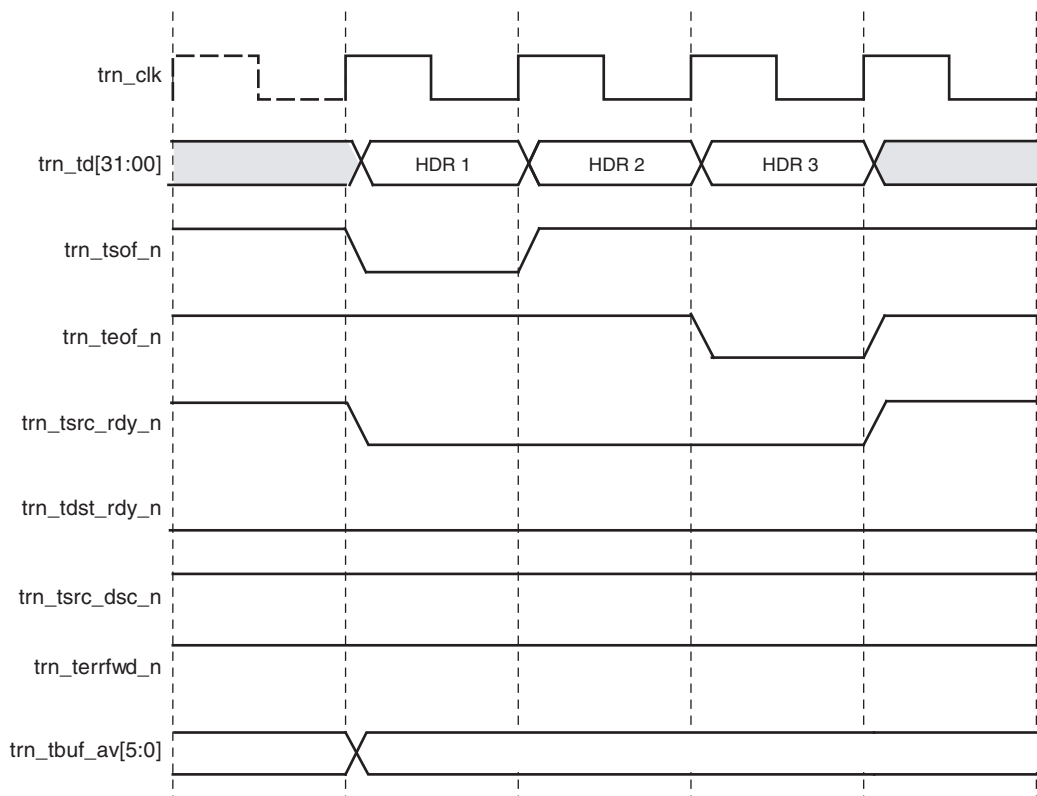 trn_clk
trn_td[31:00]
HDR 1
HDR 2
HDR 3
trn_tsof_n
trn_teof_n
trn_tsrc_rdy_n
trn_tdst_rdy_n
trn_tsrc_dsc_n
trn_terrfwd_n
trn_tbuf_av[5:0]